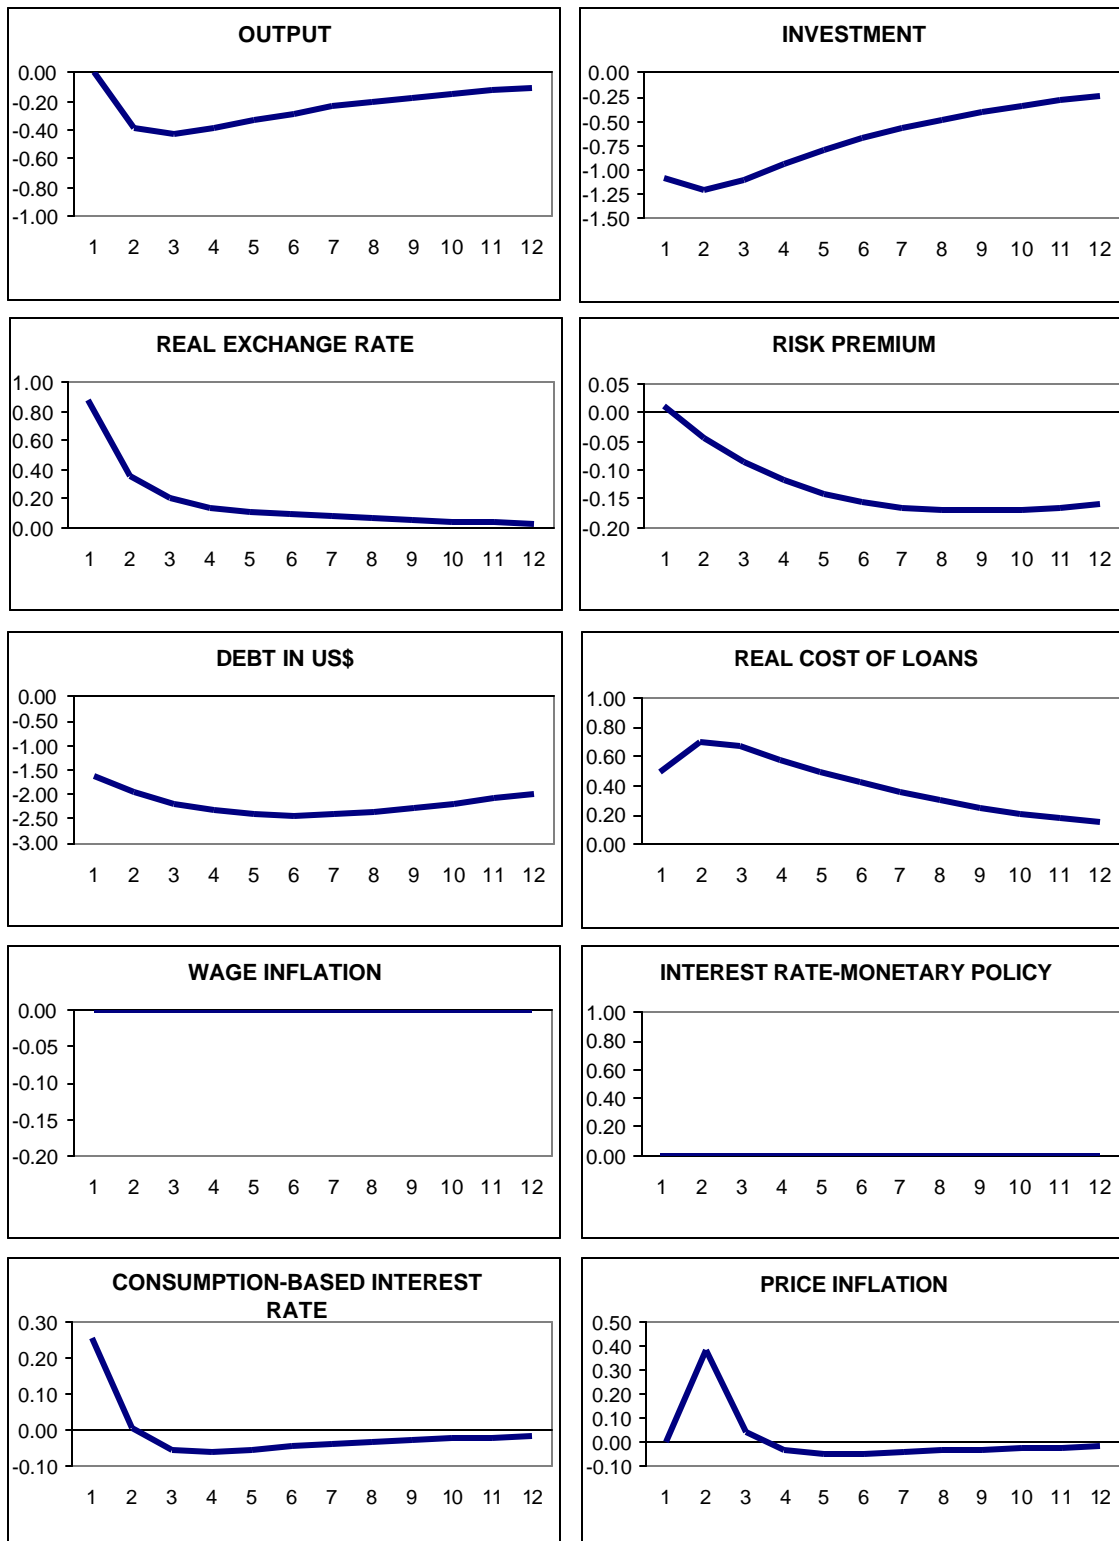 OUTPUT
0.00
-0.20
-0.40
-0.60
-0.80
-1.00
1 2 3 4 5 6 7 8 9 10 11 12
INVESTMENT
0.00
-0.25
-0.50
-0.75
-1.00
-1.25
-1.50
1 2 3 4 5 6 7 8 9 10 11 12
REAL EXCHANGE RATE
1.00
0.80
0.60
0.40
0.20
0.00
1 2 3 4 5 6 7 8 9 10 11 12
RISK PREMIUM
0.05
0.00
-0.05
-0.10
-0.15
-0.20
1 2 3 4 5 6 7 8 9 10 11 12
DEBT IN US$
0.00
-0.50
-1.00
-1.50
-2.00
-2.50
-3.00
1 2 3 4 5 6 7 8 9 10 11 12
REAL COST OF LOANS
1.00
0.80
0.60
0.40
0.20
0.00
1 2 3 4 5 6 7 8 9 10 11 12
WAGE INFLATION
0.00
-0.05
-0.10
-0.15
-0.20
1 2 3 4 5 6 7 8 9 10 11 12
INTEREST RATE-MONETARY POLICY
1.00
0.80
0.60
0.40
0.20
0.00
1 2 3 4 5 6 7 8 9 10 11 12
CONSUMPTION-BASED INTEREST
RATE
0.30
0.20
0.10
0.00
-0.10
1 2 3 4 5 6 7 8 9 10 11 12
PRICE INFLATION
0.50
0.40
0.30
0.20
0.10
0.00
-0.10
1 2 3 4 5 6 7 8 9 10 11 12